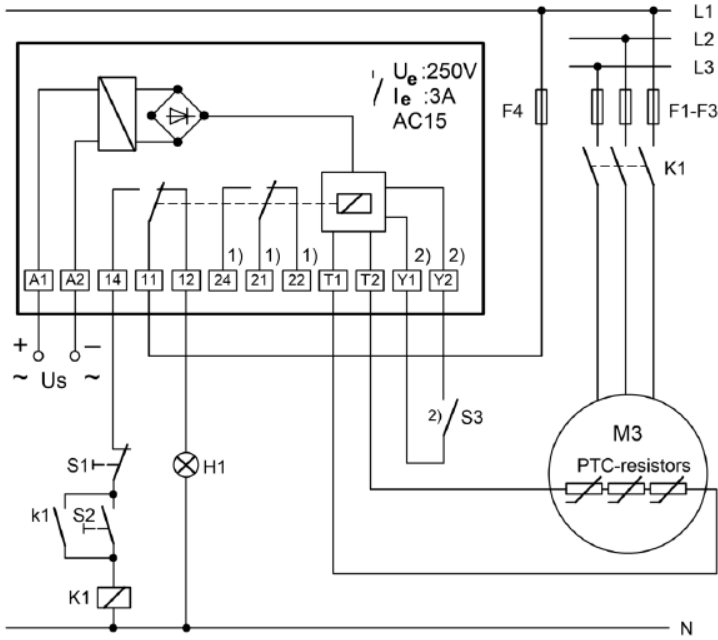 L1
L2
L3
Ue :250V
Ie :3A
AC15
F4
F1-F3
K1
1)
1)
1)
2)
2)
A1
A2
14
11
12
24
21
22
T1
T2
Y1
Y2
+
−
~ Us ~
2)
S3
M3
PTC-resistors
S1
H1
k1
S2
K1
N